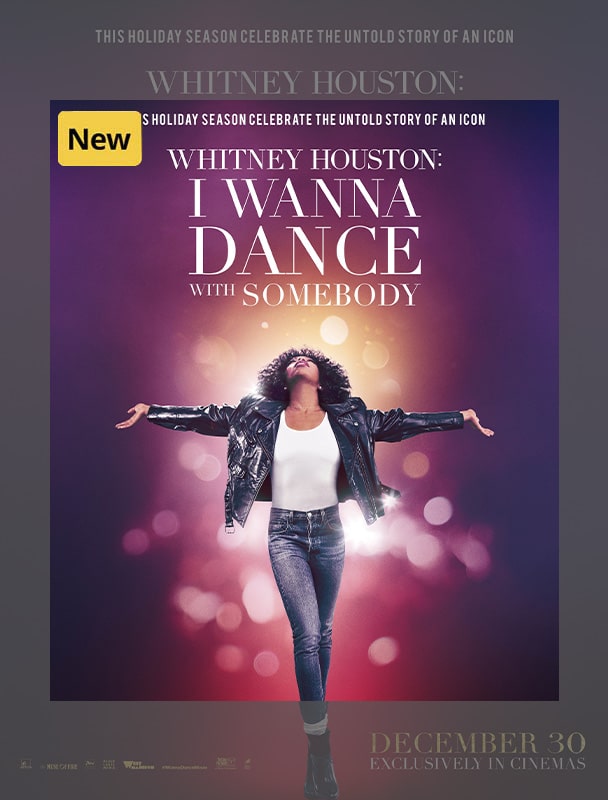 THIS HOLIDAY SEASON CELEBRATE THE UNTOLD STORY OF AN ICON
WHITNEY HOUSTON:
New
S HOLIDAY SEASON CELEBRATE THE UNTOLD STORY OF AN ICON
WHITNEY HOUSTON:
I WANNA
DANCE
WITH SOMEBODY
DECEMBER 30
EXCLUSIVELY IN CINEMAS